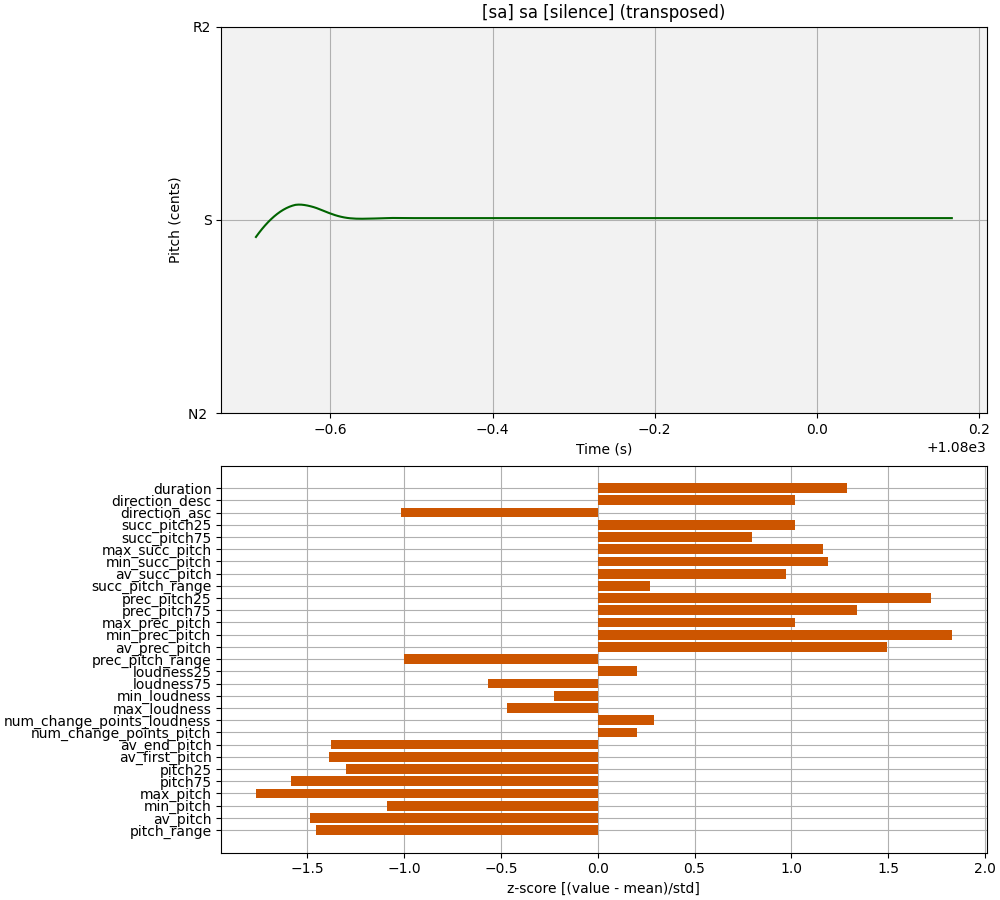 [sa] sa [silence] (transposed)
R2
S
N2
Pitch (cents)
−0.6 −0.4 −0.2 0.0 0.2
Time (s)
+1.08e3
duration
direction_desc
direction_asc
succ_pitch25
succ_pitch75
max_succ_pitch
min_succ_pitch
av_succ_pitch
succ_pitch_range
prec_pitch25
prec_pitch75
max_prec_pitch
min_prec_pitch
av_prec_pitch
prec_pitch_range
loudness25
loudness75
min_loudness
max_loudness
num_change_points_loudness
num_change_points_pitch
av_end_pitch
av_first_pitch
pitch25
pitch75
max_pitch
min_pitch
av_pitch
pitch_range
−1.5 −1.0 −0.5 0.0 0.5 1.0 1.5 2.0
z-score [(value - mean)/std]